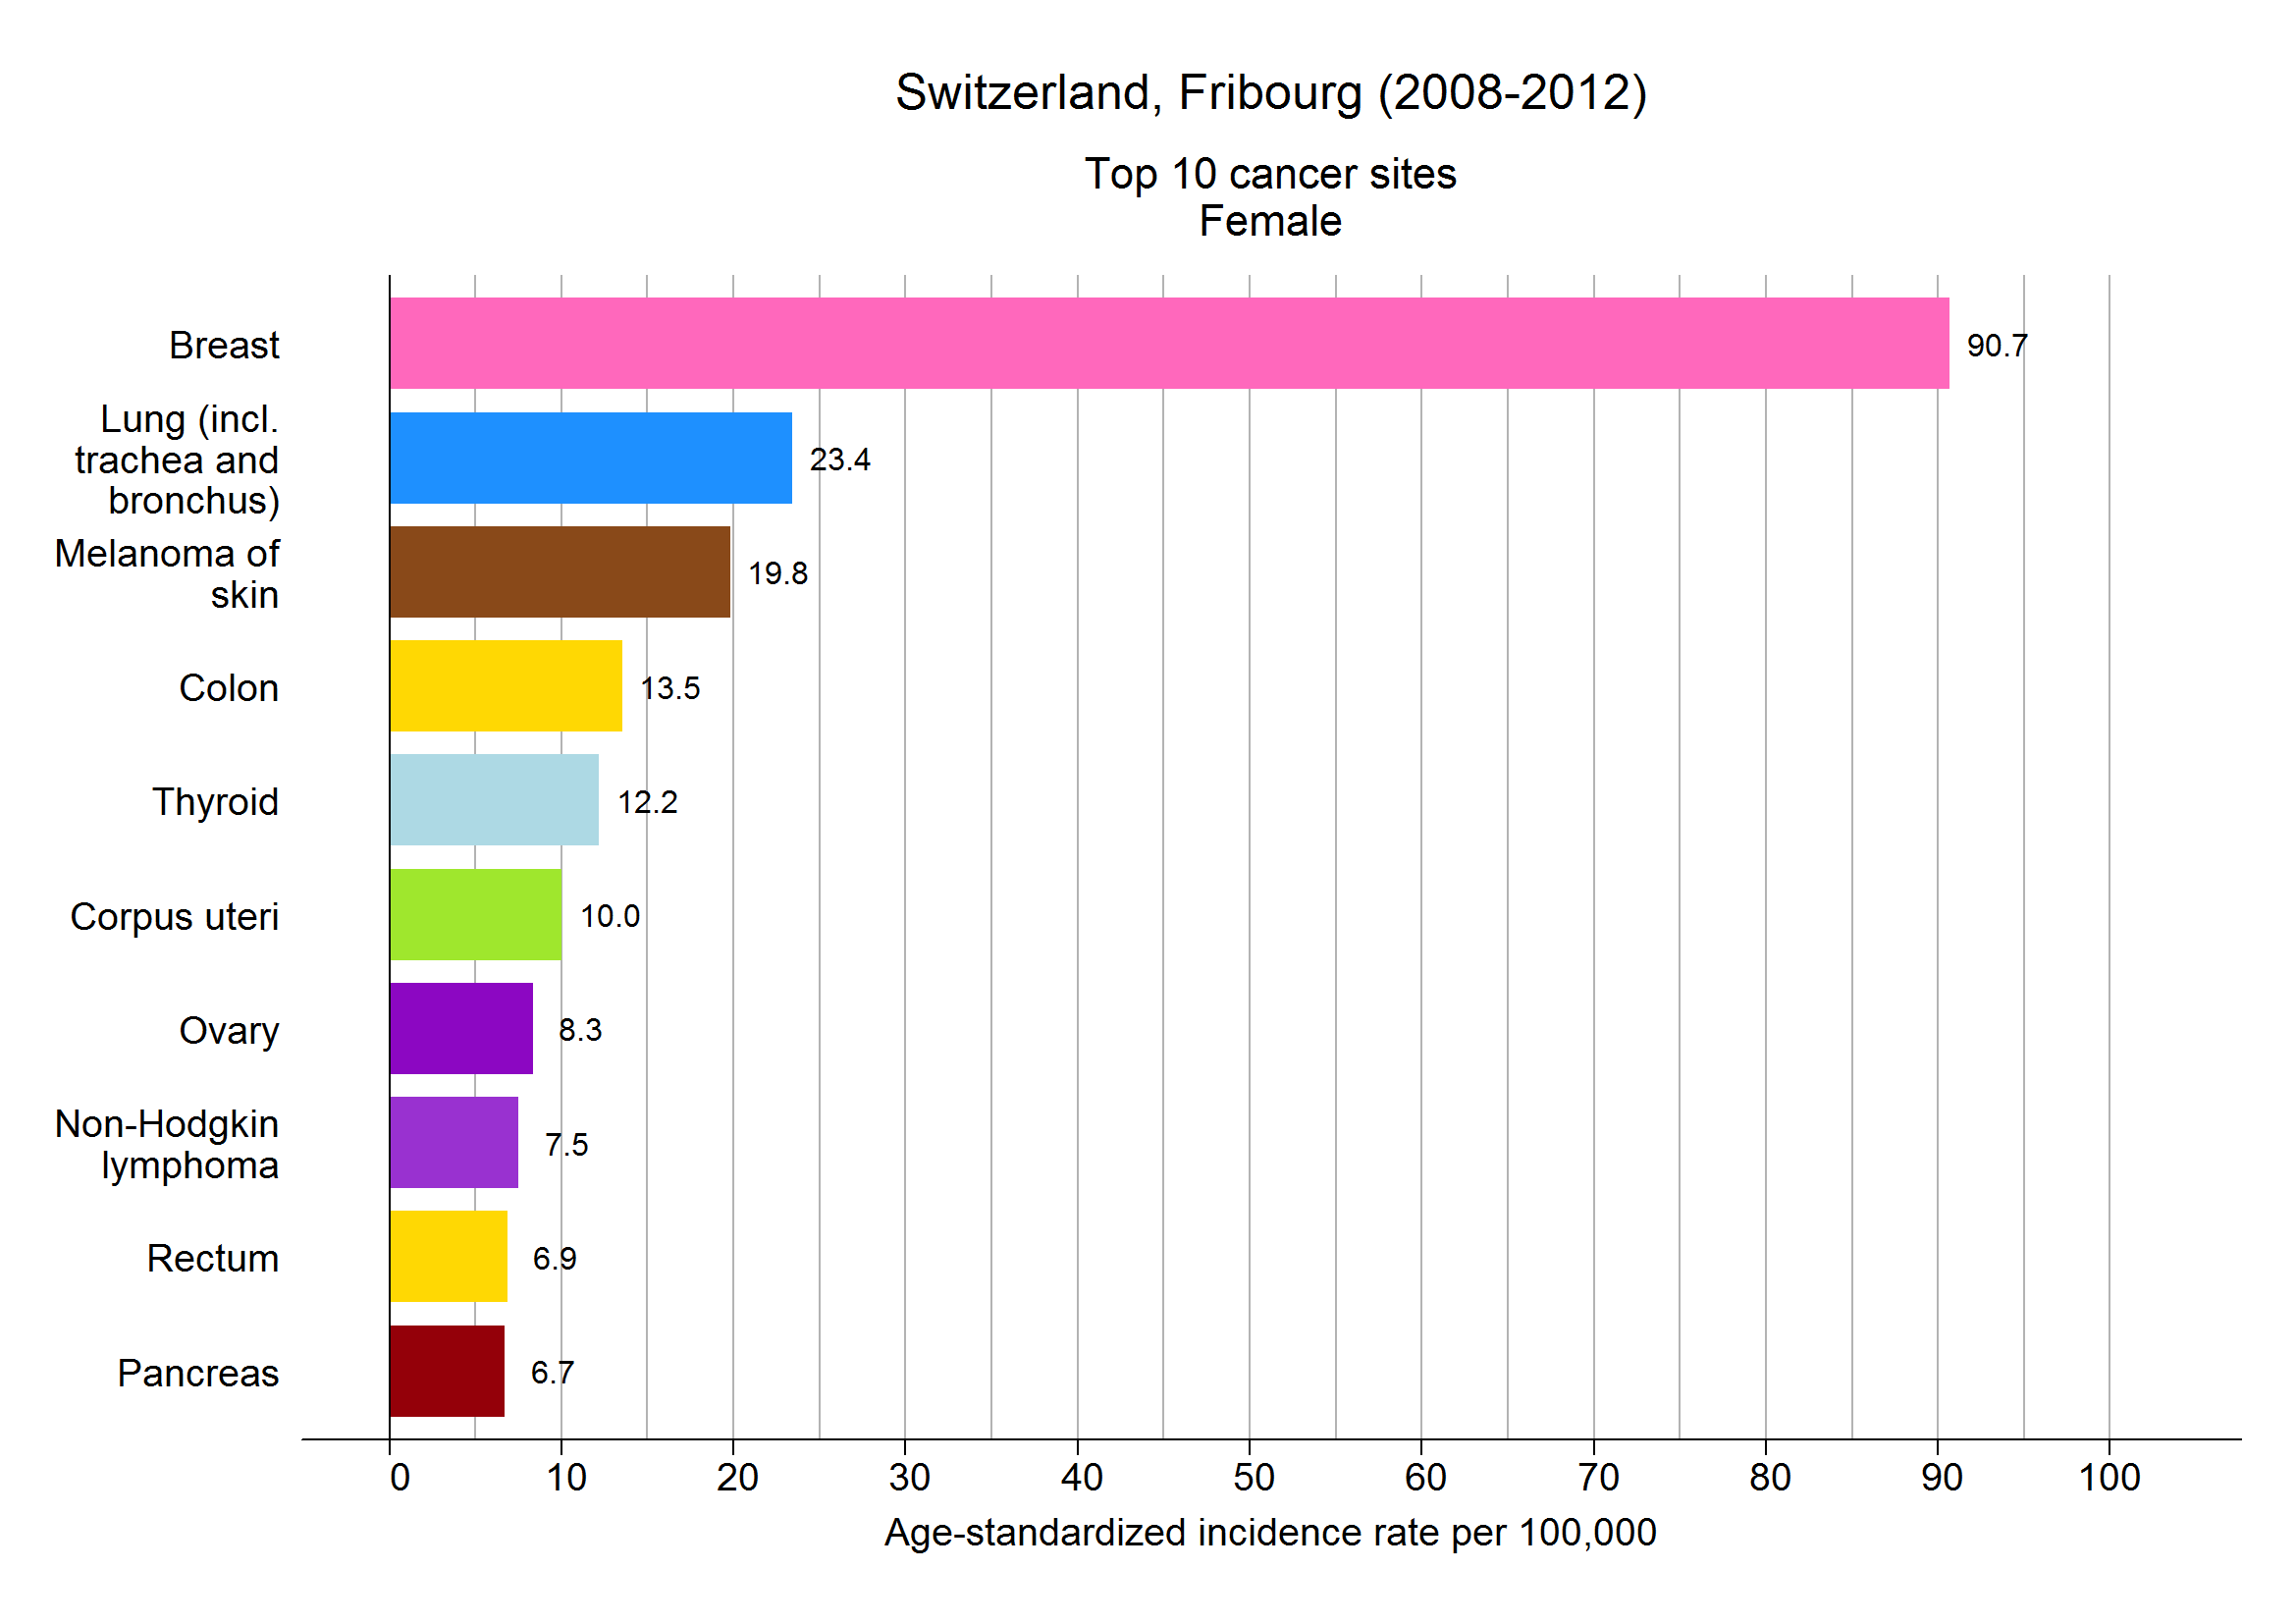 Switzerland, Fribourg (2008-2012)
Top 10 cancer sites
Female
Breast
90.7
Lung (incl.
trachea and
bronchus)
23.4
Melanoma of
skin
19.8
Colon
13.5
Thyroid
12.2
Corpus uteri
10.0
Ovary
8.3
Non-Hodgkin
lymphoma
7.5
Rectum
6.9
Pancreas
6.7
0 10 20 30 40 50 60 70 80 90 100
Age-standardized incidence rate per 100,000